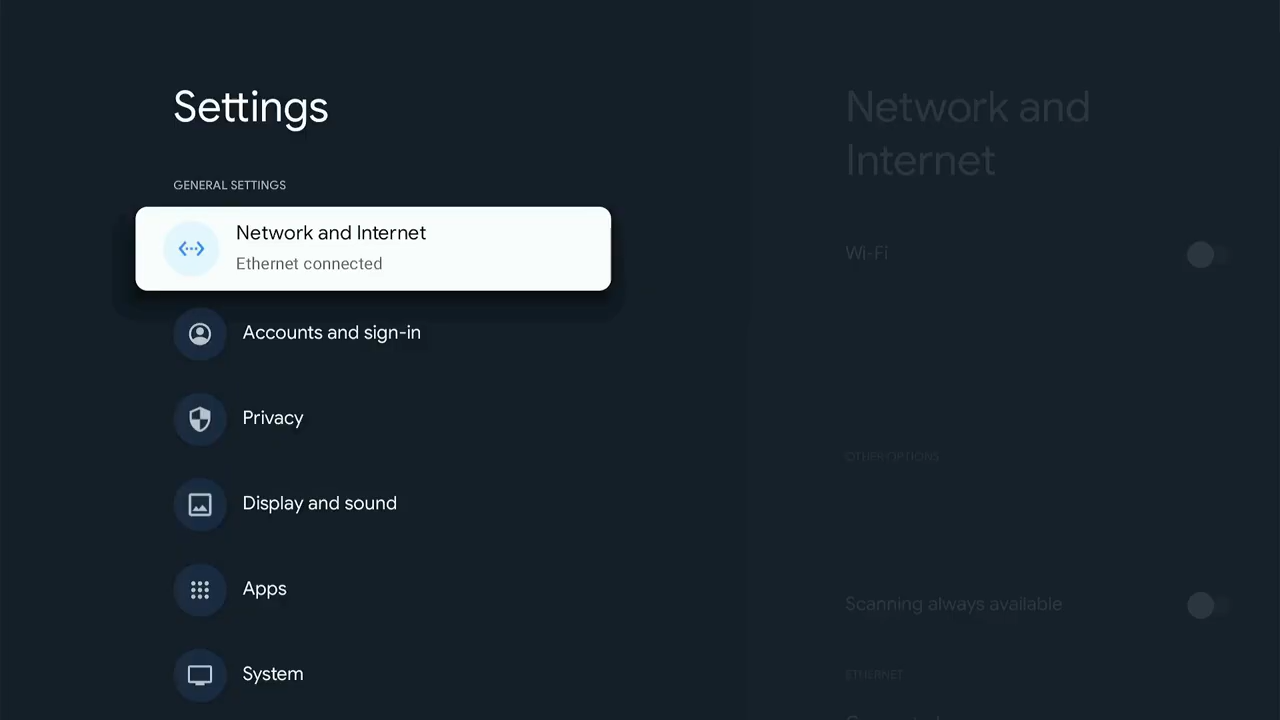 Settings
GENERAL SETTINGS
Network and Internet
Ethernet connected
Accounts and sign-in
Privacy
Display and sound
Apps
System
Network and
Internet
Wi-Fi
OTHER OPTIONS
Scanning always available
ETHERNET